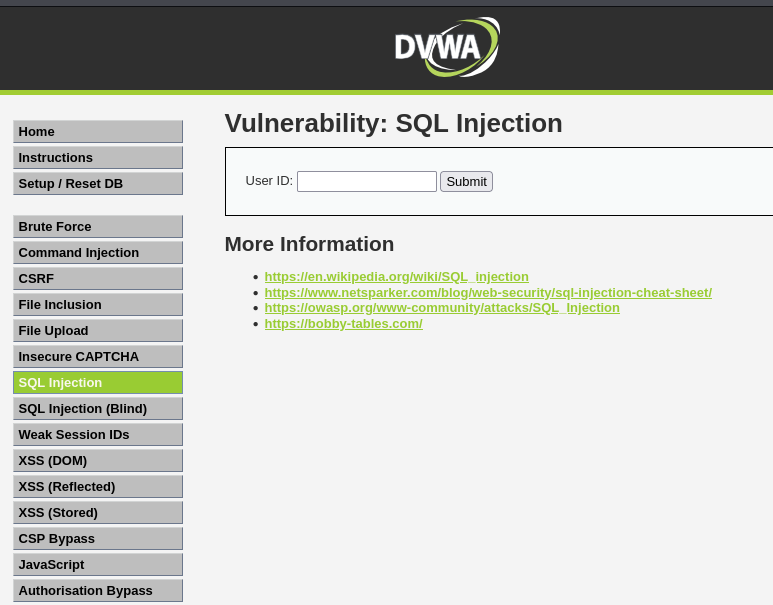 DVWA
Home
Instructions
Setup / Reset DB
Brute Force
Command Injection
CSRF
File Inclusion
File Upload
Insecure CAPTCHA
SQL Injection
SQL Injection (Blind)
Weak Session IDs
XSS (DOM)
XSS (Reflected)
XSS (Stored)
CSP Bypass
JavaScript
Authorisation Bypass
Vulnerability: SQL Injection
User ID: Submit
More Information
• https://en.wikipedia.org/wiki/SQL_injection
• https://www.netsparker.com/blog/web-security/sql-injection-cheat-sheet/
• https://owasp.org/www-community/attacks/SQL_Injection
• https://bobby-tables.com/